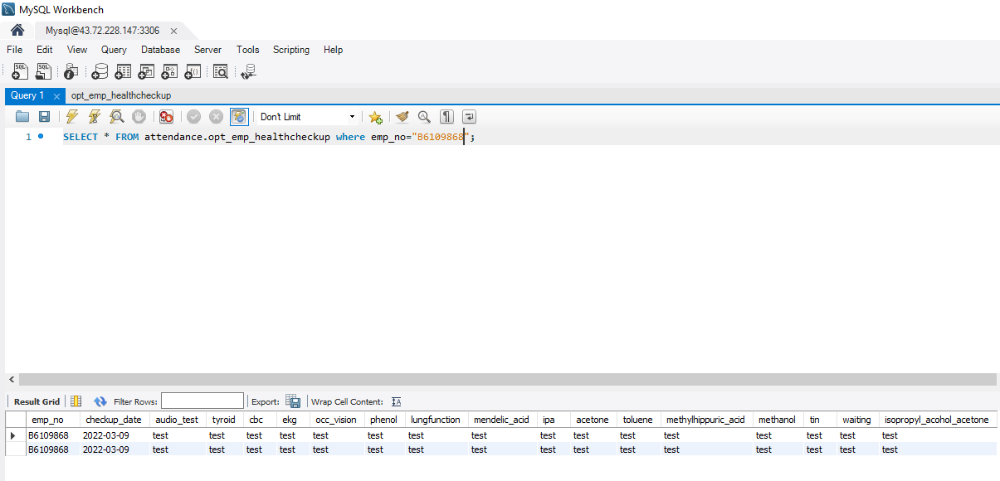 MySQL Workbench
Mysql@43.72.228.147:3306 ×
File Edit View Query Database Server Tools Scripting Help
Query 1 × opt_emp_healthcheckup
Don't Limit
1 SELECT * FROM attendance.opt_emp_healthcheckup where emp_no="B6109868";
Result Grid Filter Rows: Export: Wrap Cell Content:
emp_no checkup_date audio_test tyroid cbc ekg occ_vision phenol lungfunction mendelic_acid ipa acetone toluene methylhippuric_acid methanol tin waiting isopropyl_acohol_acetone
B6109868 2022-03-09 test test test test test test test test test test test test test test test test
B6109868 2022-03-09 test test test test test test test test test test test test test test test test